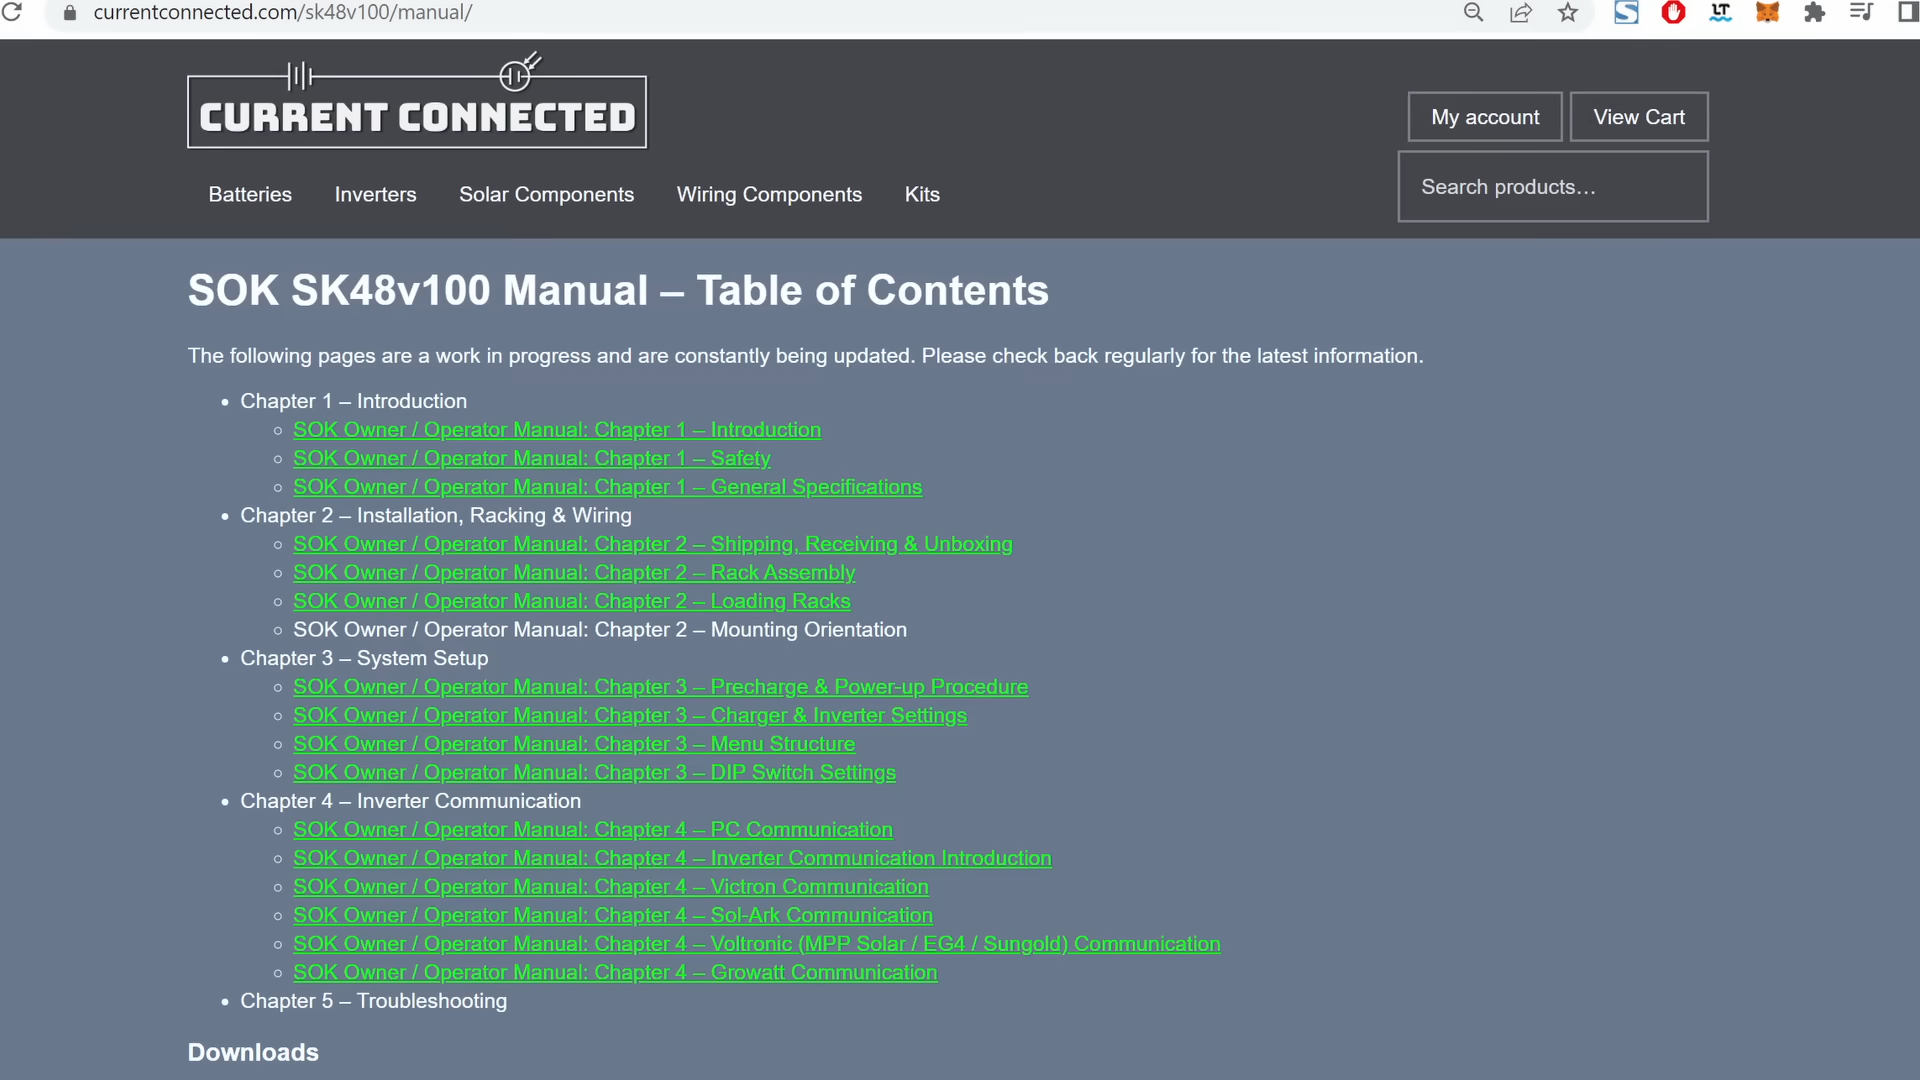 currentconnected.com/sk48v100/manual/
LT
CURRENT CONNECTED
My account
View Cart
Search products…
Batteries
Inverters
Solar Components
Wiring Components
Kits
SOK SK48v100 Manual – Table of Contents
The following pages are a work in progress and are constantly being updated. Please check back regularly for the latest information.
Chapter 1 – Introduction
SOK Owner / Operator Manual: Chapter 1 – Introduction
SOK Owner / Operator Manual: Chapter 1 – Safety
SOK Owner / Operator Manual: Chapter 1 – General Specifications
Chapter 2 – Installation, Racking & Wiring
SOK Owner / Operator Manual: Chapter 2 – Shipping, Receiving & Unboxing
SOK Owner / Operator Manual: Chapter 2 – Rack Assembly
SOK Owner / Operator Manual: Chapter 2 – Loading Racks
SOK Owner / Operator Manual: Chapter 2 – Mounting Orientation
Chapter 3 – System Setup
SOK Owner / Operator Manual: Chapter 3 – Precharge & Power-up Procedure
SOK Owner / Operator Manual: Chapter 3 – Charger & Inverter Settings
SOK Owner / Operator Manual: Chapter 3 – Menu Structure
SOK Owner / Operator Manual: Chapter 3 – DIP Switch Settings
Chapter 4 – Inverter Communication
SOK Owner / Operator Manual: Chapter 4 – PC Communication
SOK Owner / Operator Manual: Chapter 4 – Inverter Communication Introduction
SOK Owner / Operator Manual: Chapter 4 – Victron Communication
SOK Owner / Operator Manual: Chapter 4 – Sol-Ark Communication
SOK Owner / Operator Manual: Chapter 4 – Voltronic (MPP Solar / EG4 / Sungold) Communication
SOK Owner / Operator Manual: Chapter 4 – Growatt Communication
Chapter 5 – Troubleshooting
Downloads